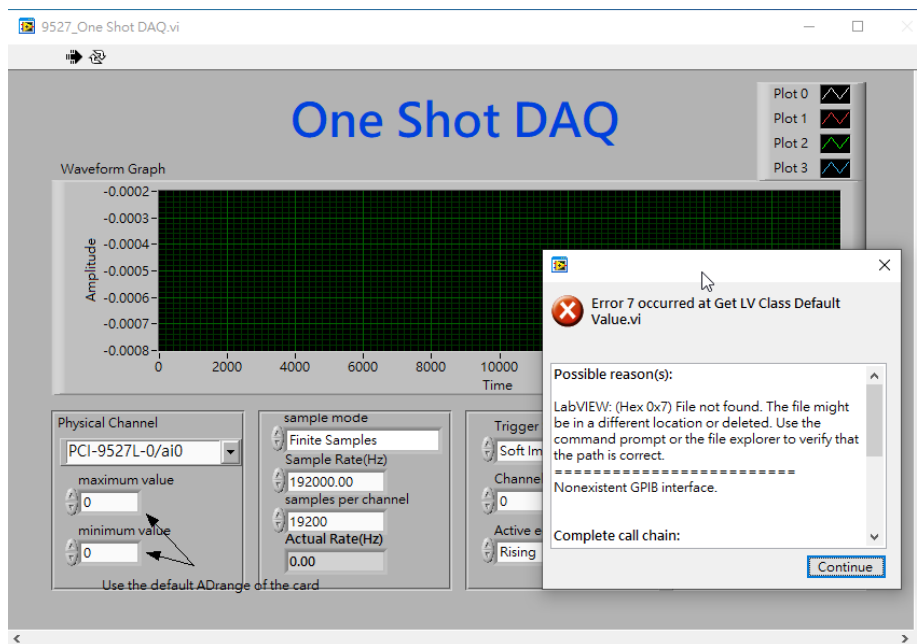 9527_One Shot DAQ.vi
One Shot DAQ
Plot 0
Plot 1
Plot 2
Plot 3
Waveform Graph
Amplitude
-0.0002
-0.0003
-0.0004
-0.0005
-0.0006
-0.0007
-0.0008
0 2000 4000 6000 8000 10000
Time
Physical Channel
PCI-9527L-0/ai0
maximum value
0
minimum value
0
Use the default ADrange of the card
sample mode
Finite Samples
Sample Rate(Hz)
192000.00
samples per channel
19200
Actual Rate(Hz)
0.00
Trigger
Soft Im
Channel
0
Active e
Rising
Error 7 occurred at Get LV Class Default
Value.vi
Possible reason(s):
LabVIEW: (Hex 0x7) File not found. The file might
be in a different location or deleted. Use the
command prompt or the file explorer to verify that
the path is correct.
==========================
Nonexistent GPIB interface.
Complete call chain:
Continue